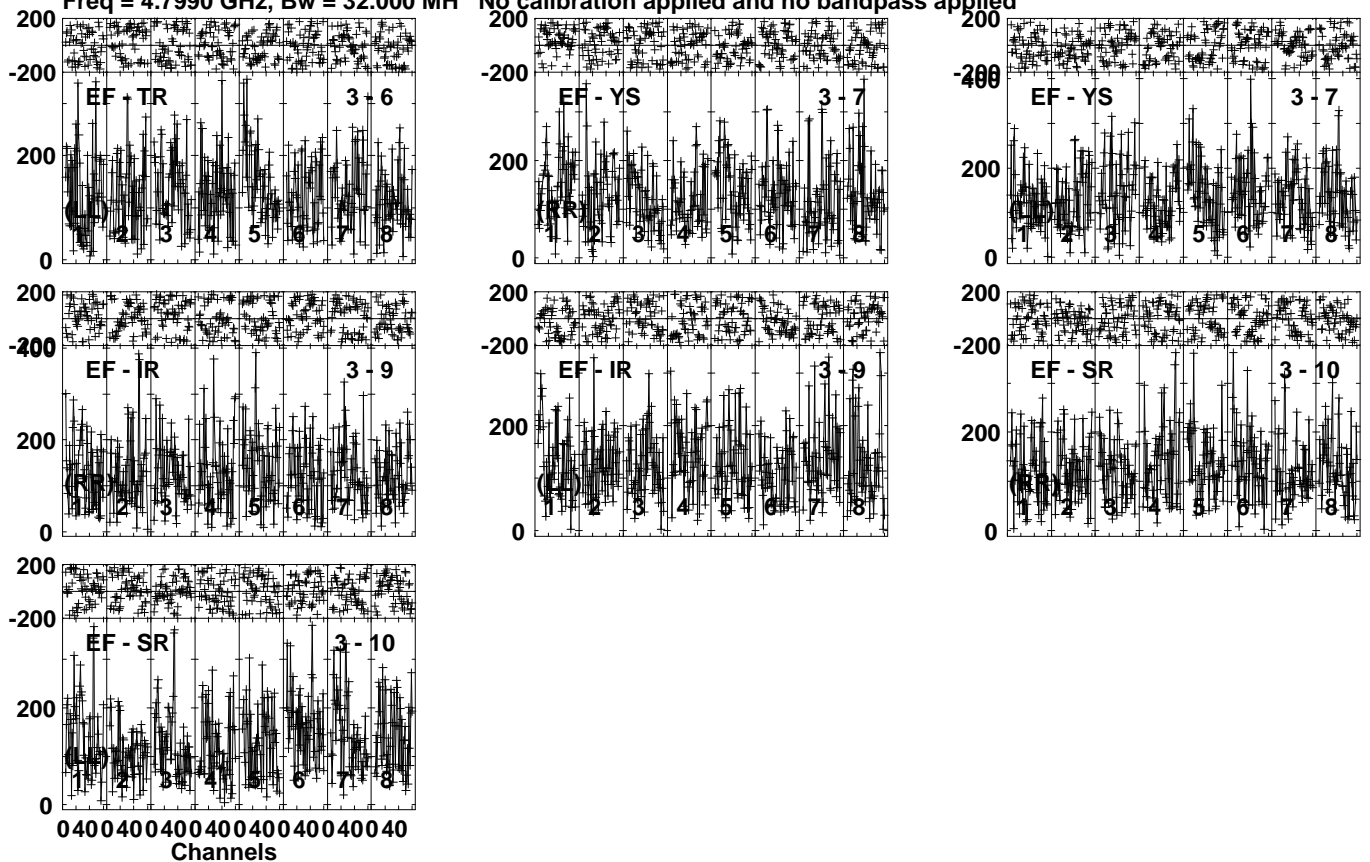 Freq = 4.7990 GHz, Bw = 32.000 MH No calibration applied and no bandpass applied
200 200 200
-200 -200 -200
400
EF - TR 3 - 6 EF - YS 3 - 7 EF - YS 3 - 7
200 200 200
(LL) (RR) (LL)
1 2 3 4 5 6 7 8 1 2 3 4 5 6 7 8 1 2 3 4 5 6 7 8
0 0 0
200 200 200
-200 -200 -200
400
EF - IR 3 - 9 EF - IR 3 - 9 EF - SR 3 - 10
200 200 200
(RR) (LL) (RR)
1 2 3 4 5 6 7 8 1 2 3 4 5 6 7 8 1 2 3 4 5 6 7 8
0 0 0
200
-200
EF - SR 3 - 10
200
(LL)
1 2 3 4 5 6 7 8
0
0 40 0 40 0 40 0 40 0 40 0 40 0 40 0 40
Channels